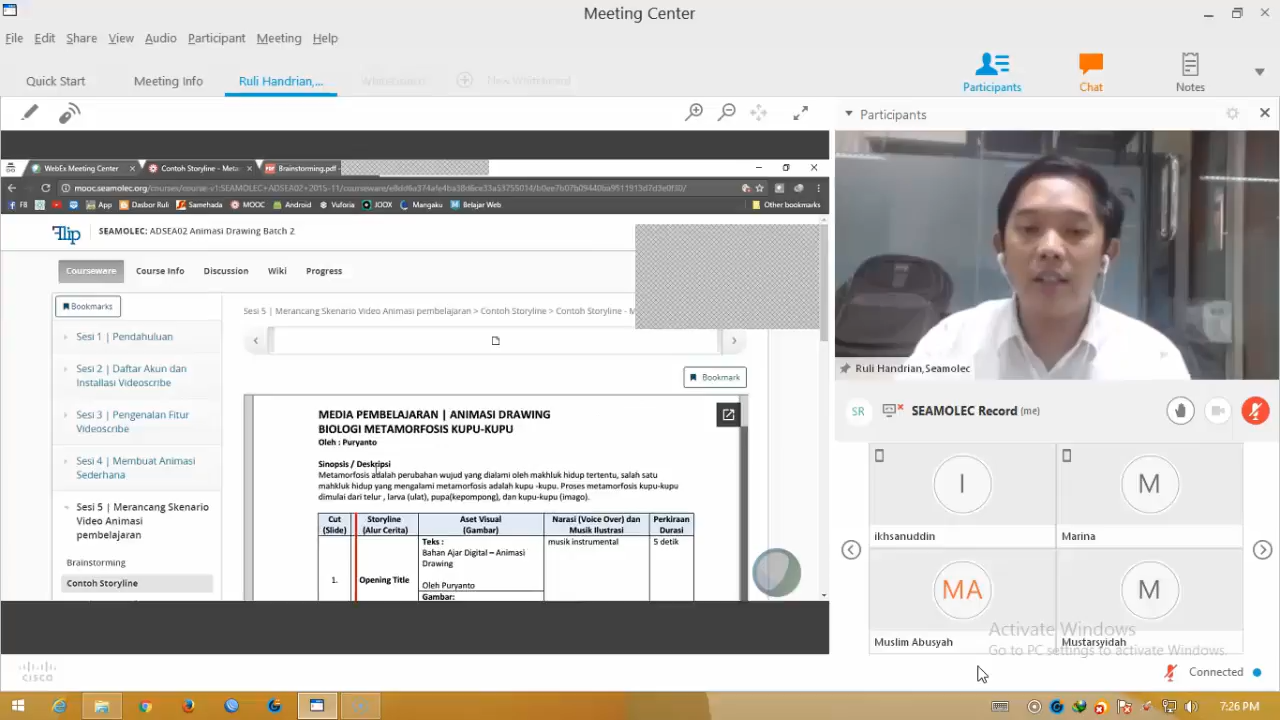 Meeting Center
File Edit Share View Audio Participant Meeting Help
Quick Start Meeting Info Ruli Handrian,... Whiteboard New Whiteboard
Participants Chat Notes
Participants
WebEx Meeting Center
Contoh Storyline - Meta
Brainstorming.pdf
FB App Dasbor Ruli Samehada MOOC Android Vuforia JOOX Mangaku Belajar Web Other bookmarks
Flip SEAMOLEC: ADSEA02 Animasi Drawing Batch 2
Courseware Course Info Discussion Wiki Progress
Bookmarks
Sesi 1 | Pendahuluan
Sesi 2 | Daftar Akun dan
Installasi Videoscribe
Sesi 3 | Pengenalan Fitur
Videoscribe
Sesi 4 | Membuat Animasi
Sederhana
Sesi 5 | Merancang Skenario
Video Animasi
pembelajaran
Brainstorming
Contoh Storyline
Sesi 5 | Merancang Skenario Video Animasi pembelajaran > Contoh Storyline > Contoh Storyline - M
Bookmark
MEDIA PEMBELAJARAN | ANIMASI DRAWING
BIOLOGI METAMORFOSIS KUPU-KUPU
Oleh : Puryanto
Sinopsis / Deskripsi
Metamorfosis adalah perubahan wujud yang dialami oleh makhluk hidup tertentu, salah satu
makhluk hidup yang mengalami metamorfosis adalah kupu -kupu. Proses metamorfosis kupu-kupu
dimulai dari telur , larva (ulat), pupa(kepompong), dan kupu-kupu (imago).
Cut
(Slide)
Storyline
(Alur Cerita)
Aset Visual
(Gambar)
Narasi (Voice Over) dan
Musik Ilustrasi
Perkiraan
Durasi
1.
Opening Title
Teks :
Bahan Ajar Digital – Animasi
Drawing
Oleh Puryanto
Gambar:
musik instrumental
5 detik
Ruli Handrian,Seamolec
SR SEAMOLEC Record (me)
I
ikhsanuddin
M
Marina
MA
Muslim Abusyah
M
Mustarsyidah
Activate Windows
Go to PC settings to activate Windows.
cisco
Connected
7:26 PM